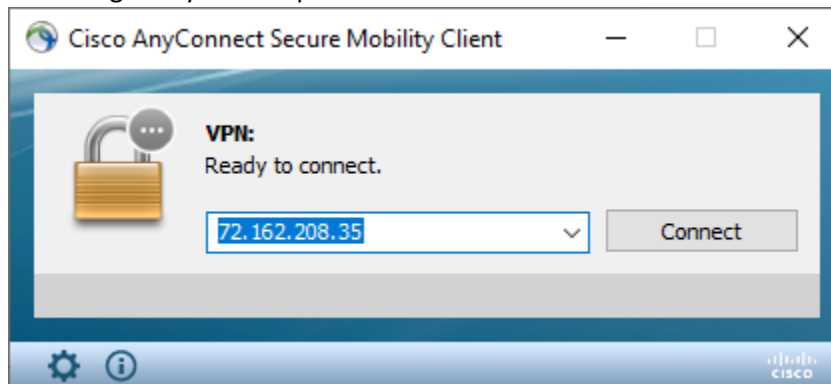 Cisco AnyConnect Secure Mobility Client
VPN:
Ready to connect.
72.162.208.35
Connect
cisco